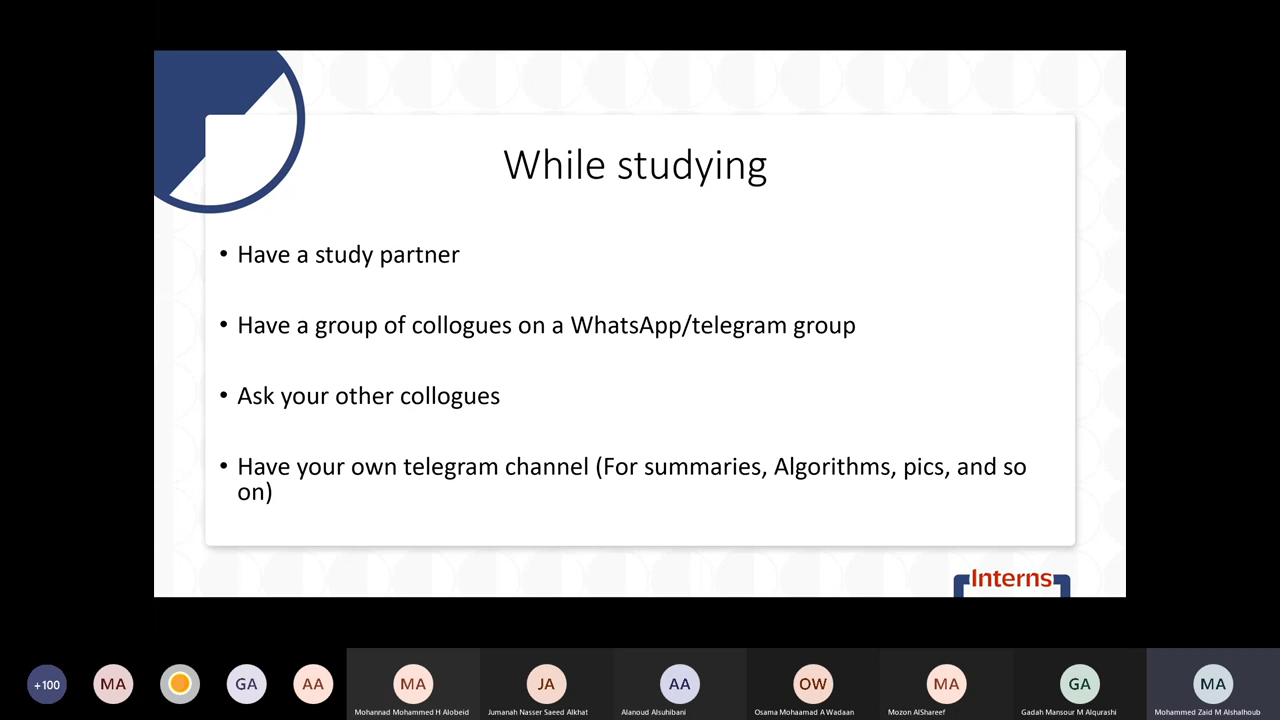 While studying
• Have a study partner
• Have a group of collogues on a WhatsApp/telegram group
• Ask your other collogues
• Have your own telegram channel (For summaries, Algorithms, pics, and so
on)
Interns
+100
MA
GA
AA
MA
JA
AA
OW
MA
GA
MA
Mohannad Mohammed H Alobeid
Jumanah Nasser Saeed Alkhat
Alanoud Alsuhibani
Osama Mohaamad A Wadaan
Mozon AlShareef
Gadah Mansour M Alqurashi
Mohammed Zaid M Alshalhoub